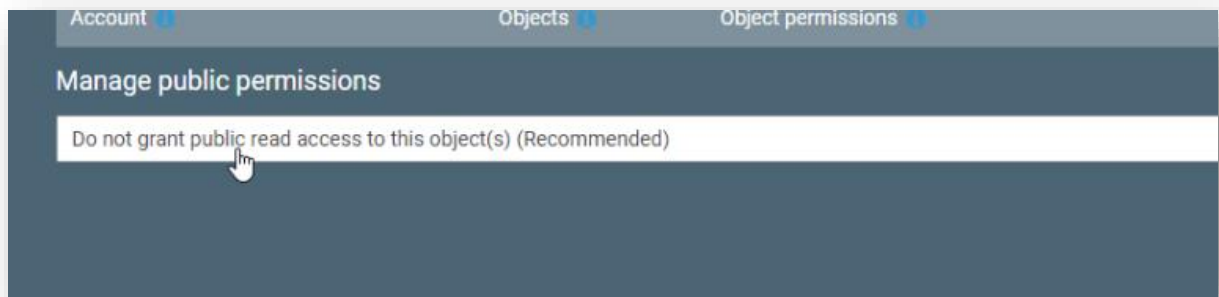 Account Objects Object permissions
Manage public permissions
Do not grant public read access to this object(s) (Recommended)